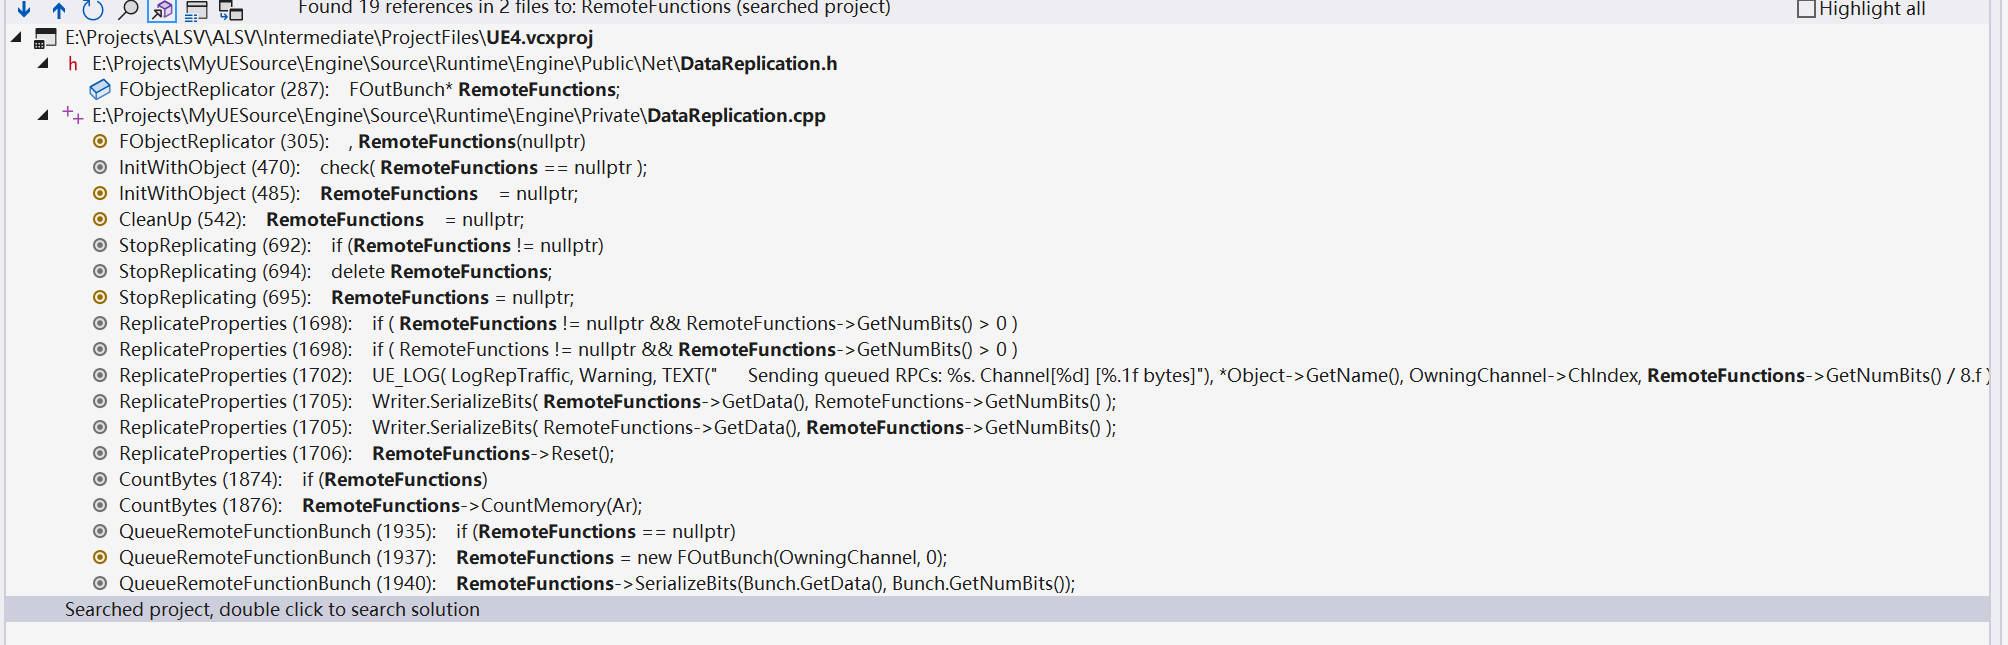 Found 19 references in 2 files to: RemoteFunctions (searched project)
Highlight all
E:\Projects\ALSV\ALSV\Intermediate\ProjectFiles\UE4.vcxproj
E:\Projects\MyUESource\Engine\Source\Runtime\Engine\Public\Net\DataReplication.h
FObjectReplicator (287): FOutBunch* RemoteFunctions;
E:\Projects\MyUESource\Engine\Source\Runtime\Engine\Private\DataReplication.cpp
FObjectReplicator (305): , RemoteFunctions(nullptr)
InitWithObject (470): check( RemoteFunctions == nullptr );
InitWithObject (485): RemoteFunctions = nullptr;
CleanUp (542): RemoteFunctions = nullptr;
StopReplicating (692): if (RemoteFunctions != nullptr)
StopReplicating (694): delete RemoteFunctions;
StopReplicating (695): RemoteFunctions = nullptr;
ReplicateProperties (1698): if ( RemoteFunctions != nullptr && RemoteFunctions->GetNumBits() > 0 )
ReplicateProperties (1698): if ( RemoteFunctions != nullptr && RemoteFunctions->GetNumBits() > 0 )
ReplicateProperties (1702): UE_LOG( LogRepTraffic, Warning, TEXT(" Sending queued RPCs: %s. Channel[%d] [%.1f bytes]"), *Object->GetName(), OwningChannel->ChIndex, RemoteFunctions->GetNumBits() / 8.f )
ReplicateProperties (1705): Writer.SerializeBits( RemoteFunctions->GetData(), RemoteFunctions->GetNumBits() );
ReplicateProperties (1705): Writer.SerializeBits( RemoteFunctions->GetData(), RemoteFunctions->GetNumBits() );
ReplicateProperties (1706): RemoteFunctions->Reset();
CountBytes (1874): if (RemoteFunctions)
CountBytes (1876): RemoteFunctions->CountMemory(Ar);
QueueRemoteFunctionBunch (1935): if (RemoteFunctions == nullptr)
QueueRemoteFunctionBunch (1937): RemoteFunctions = new FOutBunch(OwningChannel, 0);
QueueRemoteFunctionBunch (1940): RemoteFunctions->SerializeBits(Bunch.GetData(), Bunch.GetNumBits());
Searched project, double click to search solution